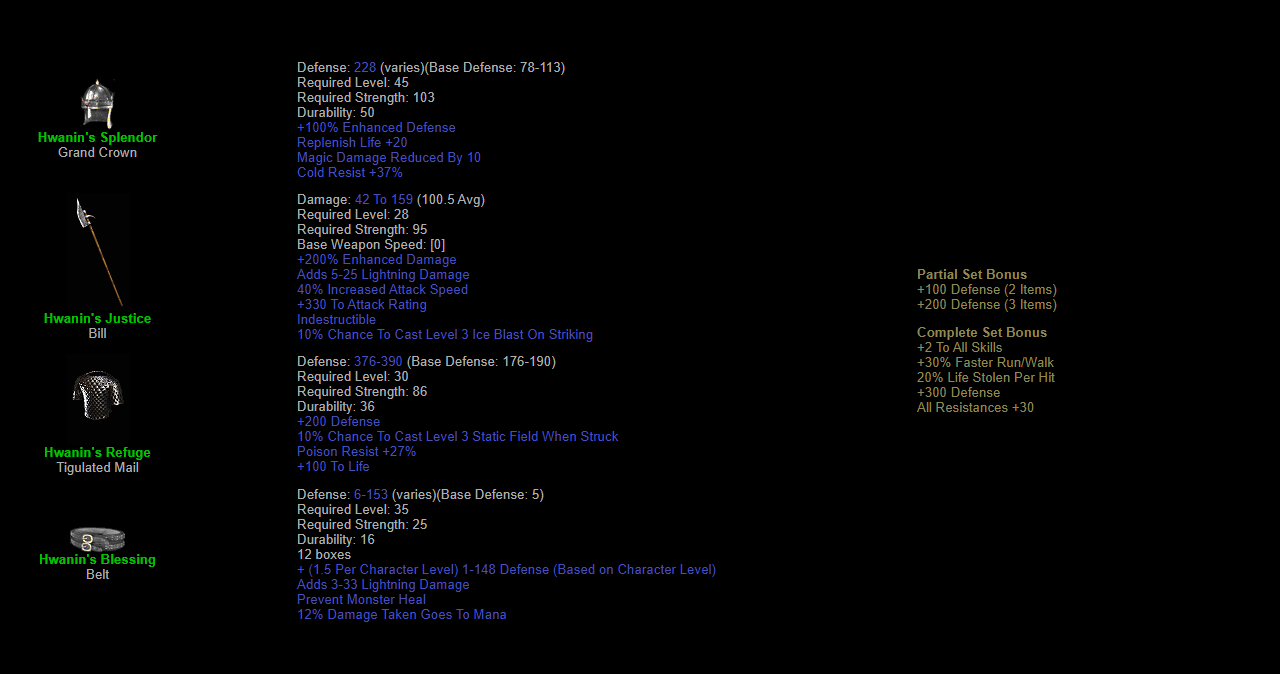 Hwanin's Splendor
Grand Crown
Defense: 228 (varies)(Base Defense: 78-113)
Required Level: 45
Required Strength: 103
Durability: 50
+100% Enhanced Defense
Replenish Life +20
Magic Damage Reduced By 10
Cold Resist +37%
Hwanin's Justice
Bill
Damage: 42 To 159 (100.5 Avg)
Required Level: 28
Required Strength: 95
Base Weapon Speed: [0]
+200% Enhanced Damage
Adds 5-25 Lightning Damage
40% Increased Attack Speed
+330 To Attack Rating
Indestructible
10% Chance To Cast Level 3 Ice Blast On Striking
Hwanin's Refuge
Tigulated Mail
Defense: 376-390 (Base Defense: 176-190)
Required Level: 30
Required Strength: 86
Durability: 36
+200 Defense
10% Chance To Cast Level 3 Static Field When Struck
Poison Resist +27%
+100 To Life
Hwanin's Blessing
Belt
Defense: 6-153 (varies)(Base Defense: 5)
Required Level: 35
Required Strength: 25
Durability: 16
12 boxes
+ (1.5 Per Character Level) 1-148 Defense (Based on Character Level)
Adds 3-33 Lightning Damage
Prevent Monster Heal
12% Damage Taken Goes To Mana
Partial Set Bonus
+100 Defense (2 Items)
+200 Defense (3 Items)
Complete Set Bonus
+2 To All Skills
+30% Faster Run/Walk
20% Life Stolen Per Hit
+300 Defense
All Resistances +30